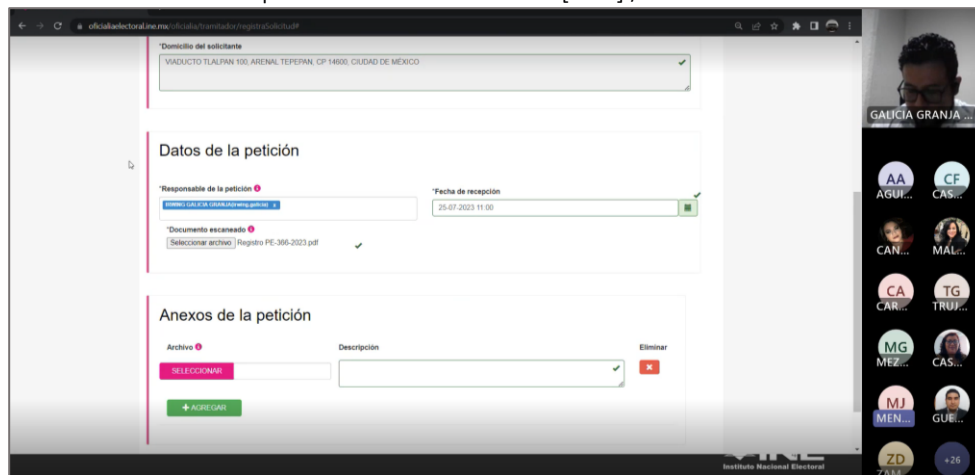 oficialiaelectoral.ine.mx/oficialia/tramitador/registraSolicitud#
*Domicilio del solicitante
VIADUCTO TLALPAN 100, ARENAL TEPEPAN, CP 14600, CIUDAD DE MÉXICO
GALICIA GRANJA ...
Datos de la petición
*Responsable de la petición
*Fecha de recepción
25-07-2023 11:00
*Documento escaneado
Seleccionar archivo Registro PE-366-2023.pdf
Anexos de la petición
Archivo
Descripción
Eliminar
SELECCIONAR
+ AGREGAR
INE
Instituto Nacional Electoral
AA
AGUI...
CF
CAS...
CAN...
MAL...
CA
CAR...
TG
TRUJ...
MG
MEZ...
CAS...
MJ
MEN...
GUE...
ZD
ZAM...
+26